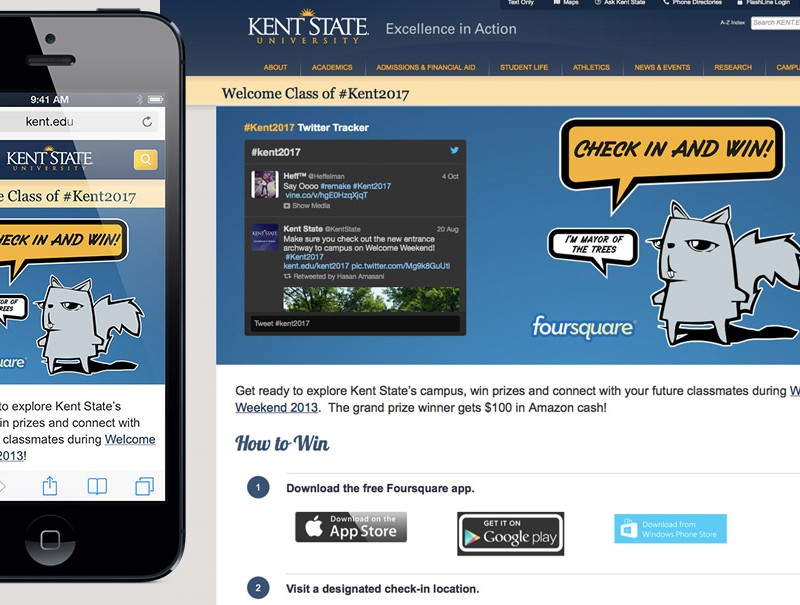 9:41 AM
kent.edu
KENT STATE
UNIVERSITY
e Class of #Kent2017
HECK IN AND WIN!
OR OF
REES
are
to explore Kent State's
in prizes and connect with
classmates during Welcome
2013!
Text Only
Maps
Ask Kent State
Phone Directories
FlashLine Login
KENT STATE
UNIVERSITY
Excellence in Action
A-Z Index
Search KENT.E
ABOUT
ACADEMICS
ADMISSIONS & FINANCIAL AID
STUDENT LIFE
ATHLETICS
NEWS & EVENTS
RESEARCH
CAMPU
Welcome Class of #Kent2017
#Kent2017 Twitter Tracker
#kent2017
Heff™ @Heffelman 4 Oct
Say Oooo #remake #Kent2017
vine.co/v/hgE0HzqXjqT
Show Media
Kent State @KentState 20 Aug
Make sure you check out the new entrance
archway to campus on Welcome Weekend!
#Kent2017
kent.edu/kent2017 pic.twitter.com/Mg9k8GuUti
Retweeted by Hasan Amasani
Tweet #kent2017
CHECK IN AND WIN!
I'M MAYOR OF
THE TREES
foursquare
Get ready to explore Kent State's campus, win prizes and connect with your future classmates during W
Weekend 2013. The grand prize winner gets $100 in Amazon cash!
How to Win
1 Download the free Foursquare app.
Download on the
App Store
GET IT ON
Google play
Download from
Windows Phone Store
2 Visit a designated check-in location.